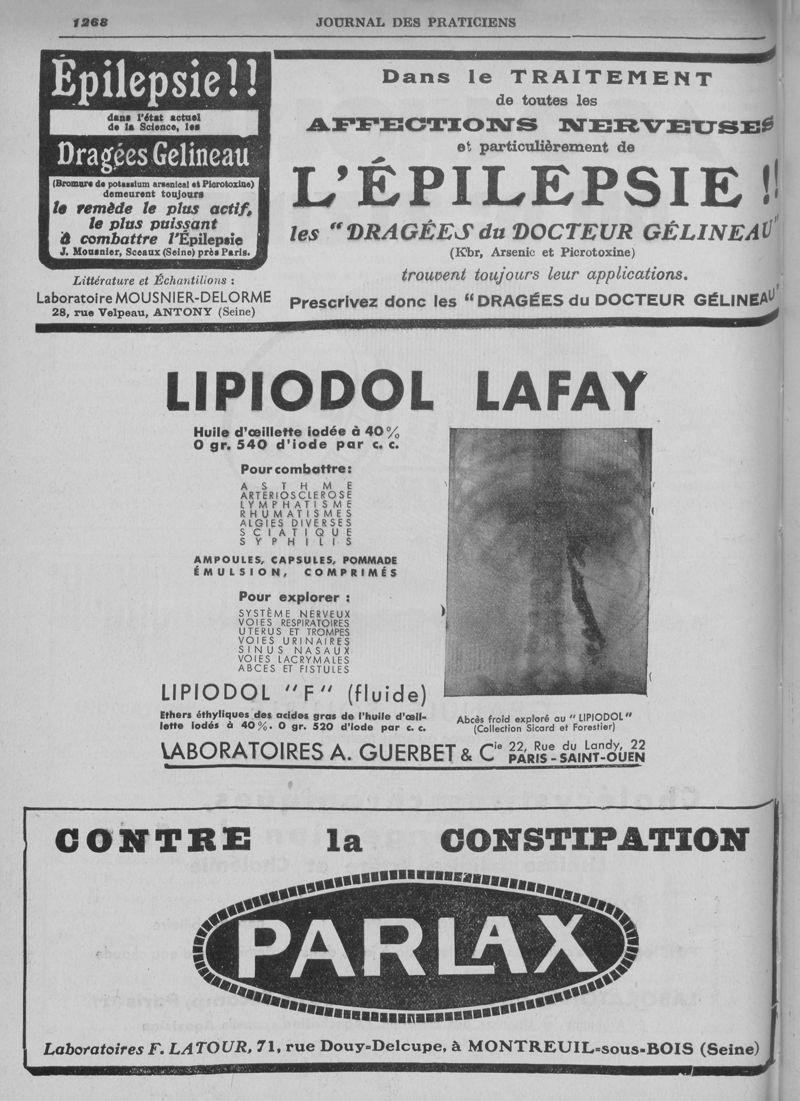 1268
JOURNAL DES PRATICIENS
Épilepsie!!
dans l'état actuel
de la Science, les
Dragées Gelineau
(Bromure de potassium arsenical et Picrotoxine)
demeurent toujours
le remède le plus actif,
le plus puissant
à combattre l'Épilepsie
J. Mousnier, Sceaux (Seine) près Paris.
Littérature et Échantilions :
Laboratoire MOUSNIER-DELORME
28, rue Velpeau, ANTONY (Seine)
Dans le TRAITEMENT
de toutes les
AFFECTIONS NERVEUSES
et particulièrement de
L'ÉPILEPSIE !!
les "DRAGÉES du DOCTEUR GÉLINEAU"
(Kbr, Arsenic et Picrotoxine)
trouvent toujours leur applications.
Prescrivez donc les "DRAGÉES du DOCTEUR GÉLINEAU"
LIPIODOL LAFAY
Huile d'œillette iodée à 40%
0 gr. 540 d'iode par c. c.
Pour combattre:
ASTHME
ARTERIOSCLEROSE
LYMPHATISME
RHUMATISMES
ALGIES DIVERSES
SCIATIQUE
SYPHILIS
AMPOULES, CAPSULES, POMMADE
ÉMULSION, COMPRIMÉS
Pour explorer :
SYSTÈME NERVEUX
VOIES RESPIRATOIRES
UTERUS ET TROMPES
VOIES URINAIRES
SINUS NASAUX
VOIES LACRYMALES
ABCES ET FISTULES
LIPIODOL "F" (fluide)
Ethers éthyliques des acides gras de l'huile d'œil-
lette iodés à 40%. 0 gr. 520 d'iode par c. c.
Abcès froid exploré au "LIPIODOL"
(Collection Sicard et Forestier)
LABORATOIRES A. GUERBET & Cie 22, Rue du Landy, 22
PARIS - SAINT-OUEN
CONTRE la CONSTIPATION
PARLAX
Laboratoires F. LATOUR, 71, rue Douy=Delcupe, à MONTREUIL=sous=BOIS (Seine)